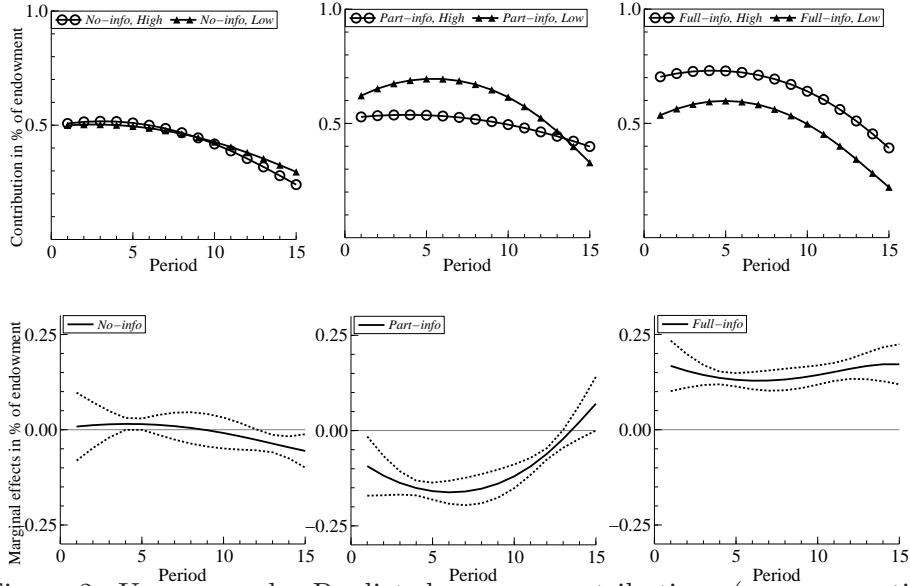 1.0 1.0 1.0
No−info, High No−info, Low
Part−info, High Part−info, Low
Full−info, High Full−info, Low
Contribution in % of endowment
0.5 0.5 0.5
0 5 10 15
Period
0 5 10 15
Period
0 5 10 15
Period
No−info
Part−info
Full−info
Marginal effects in % of endowment
0.25 0.25 0.25
0.00 0.00 0.00
−0.25 −0.25 −0.25
0 5 10 15
Period
0 5 10 15
Period
0 5 10 15
Period